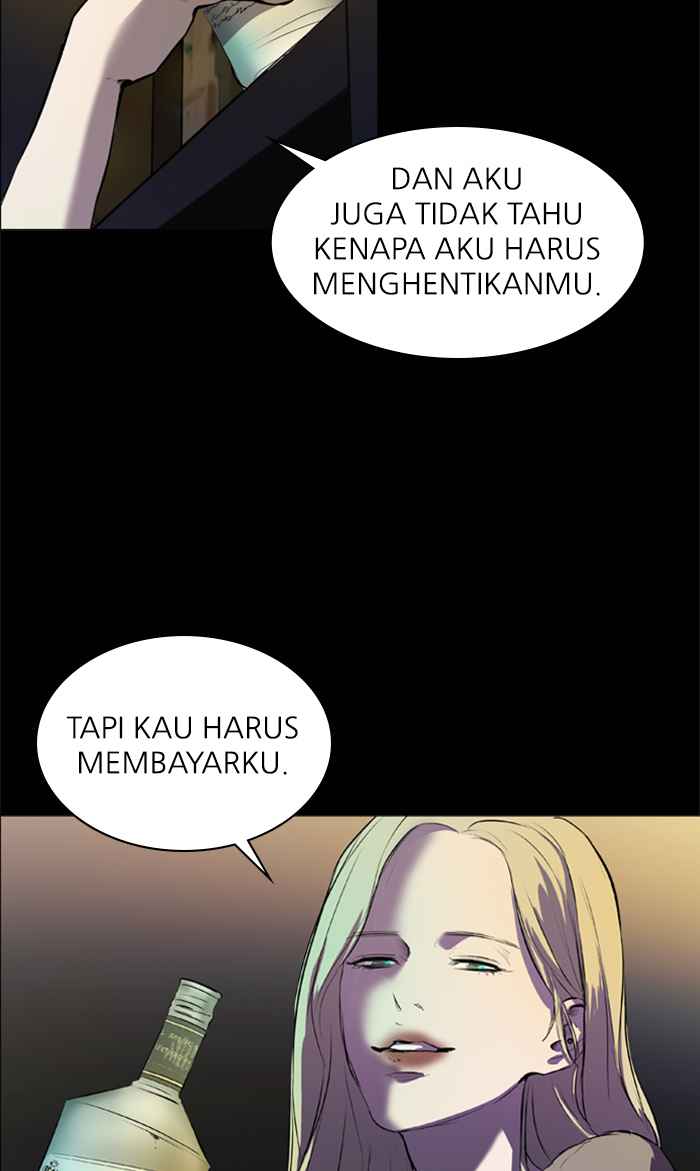 DAN AKU
JUGA TIDAK TAHU
KENAPA AKU HARUS
MENGHENTIKANMU.
TAPI KAU HARUS
MEMBAYARKU.